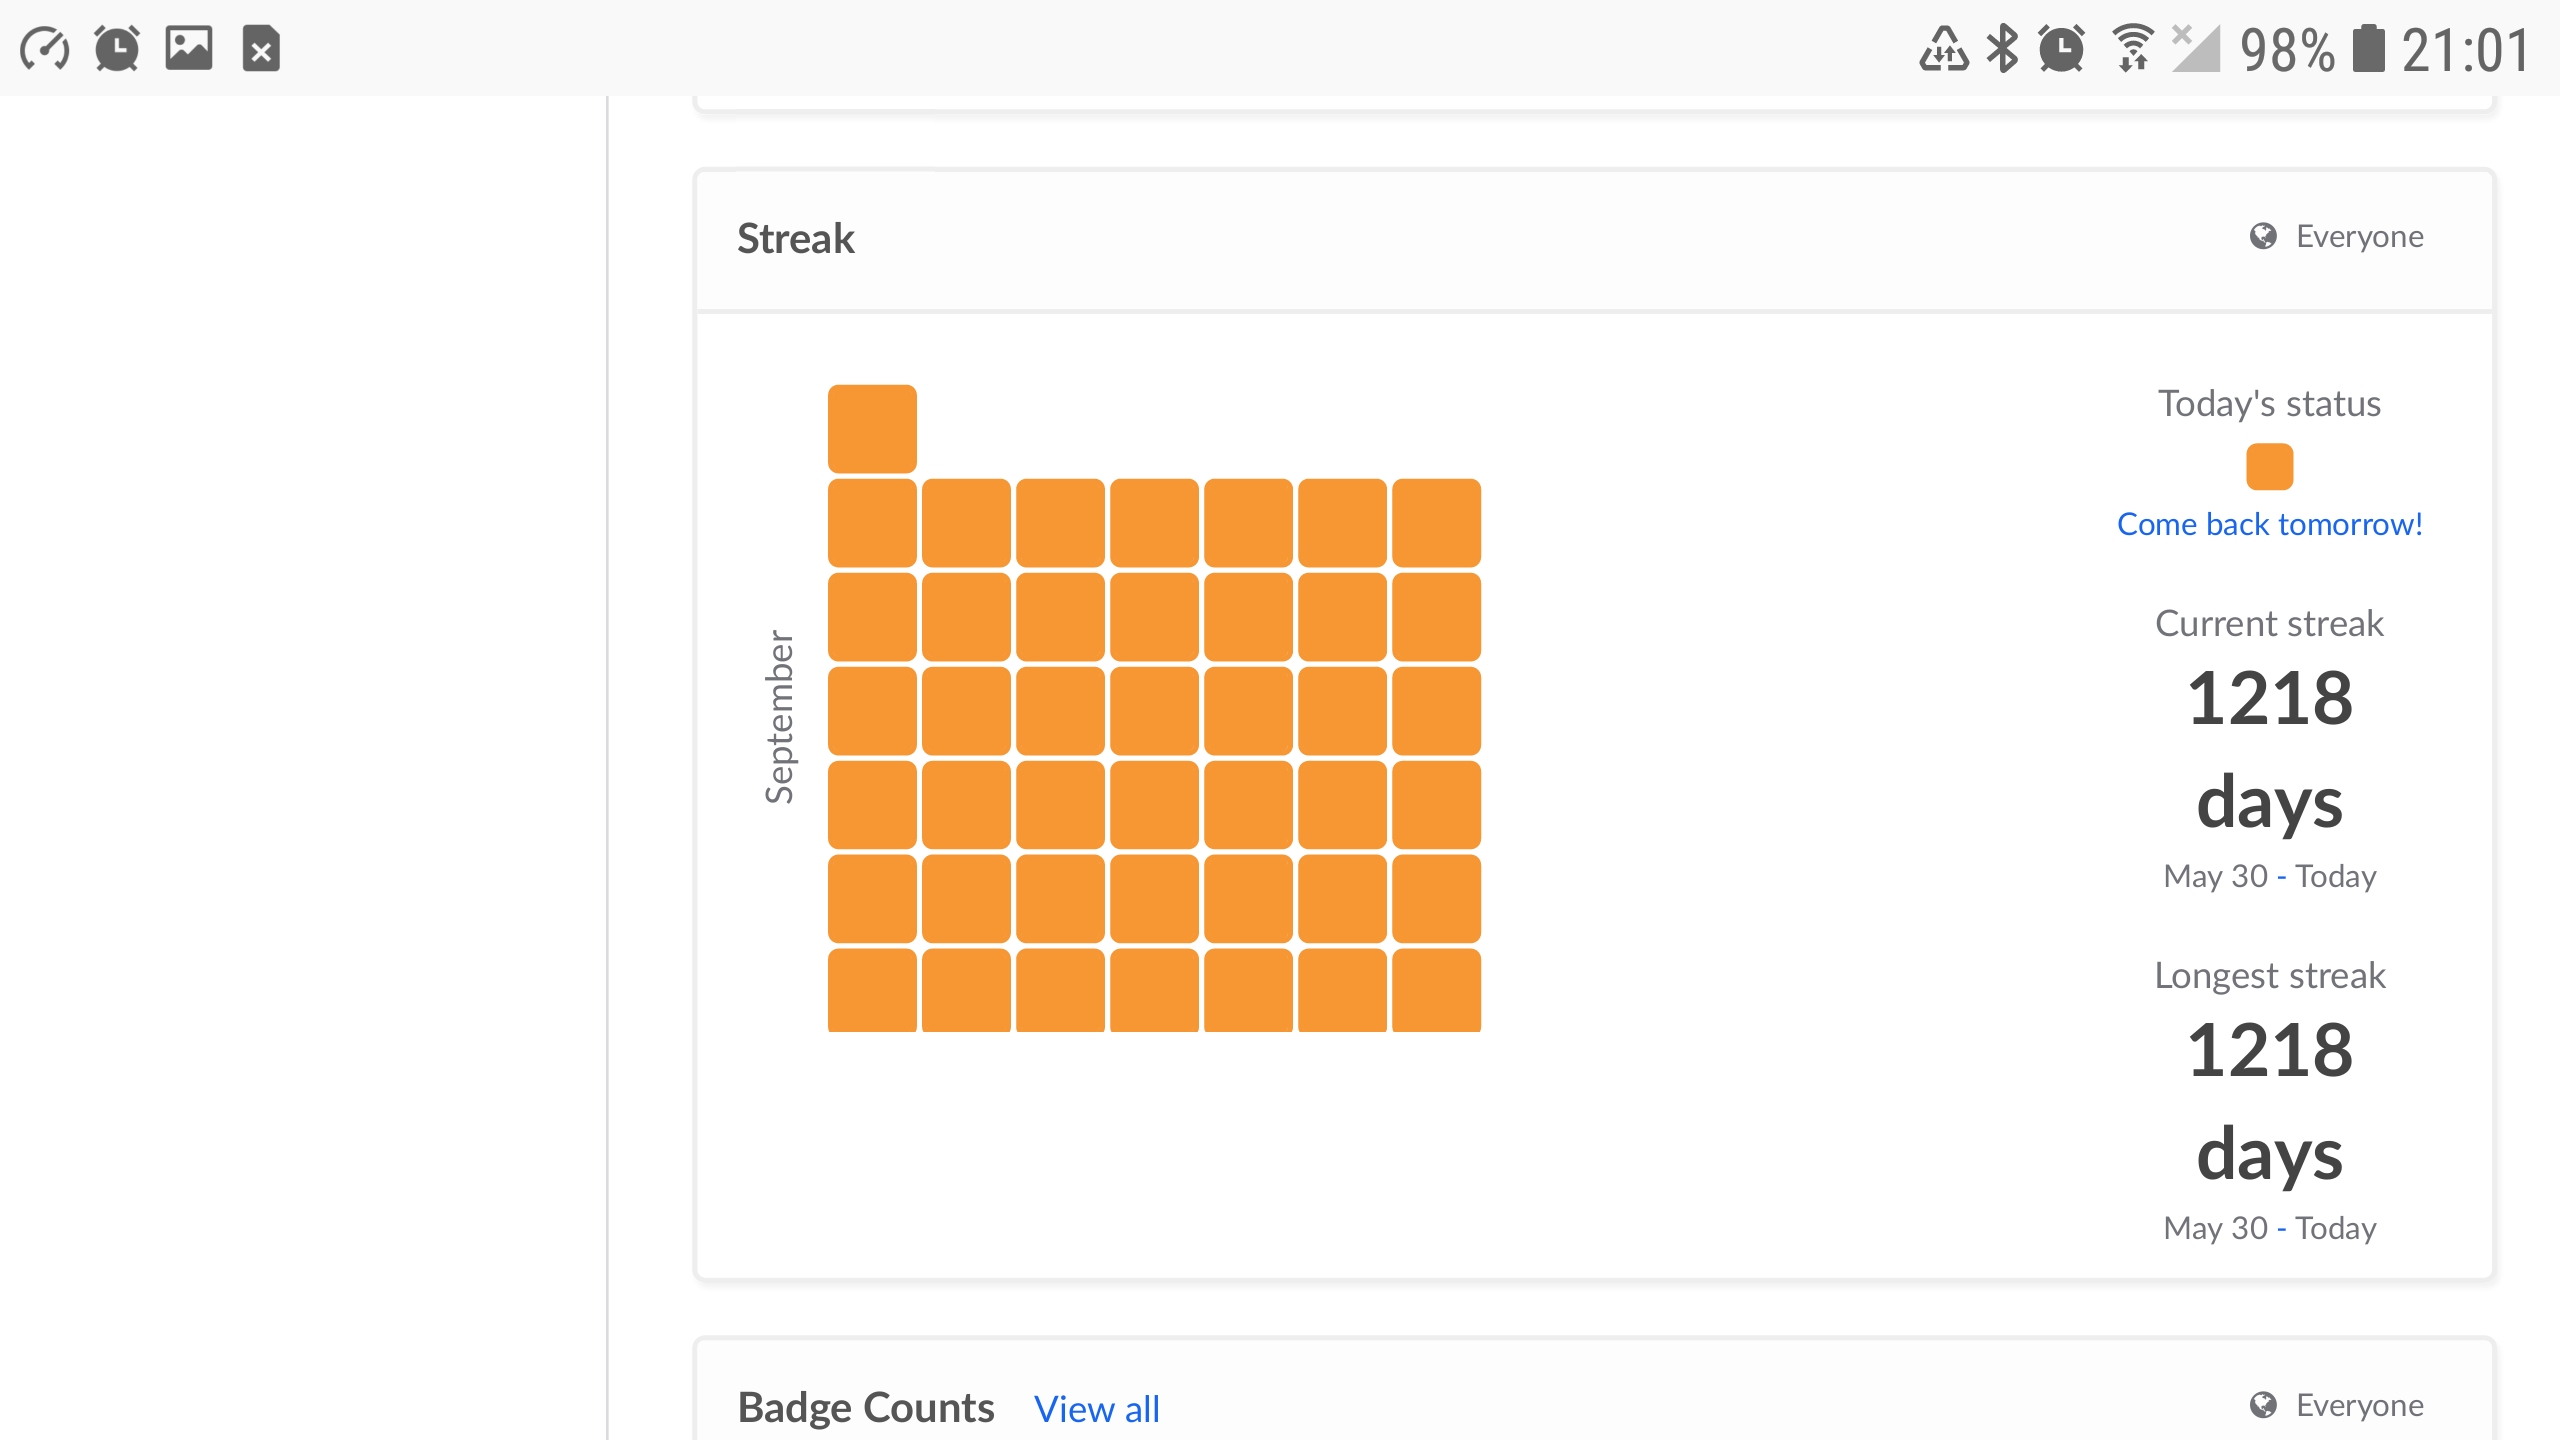 98% 21:01
Streak
Everyone
September
Today's status
Come back tomorrow!
Current streak
1218
days
May 30 - Today
Longest streak
1218
days
May 30 - Today
Badge Counts View all
Everyone